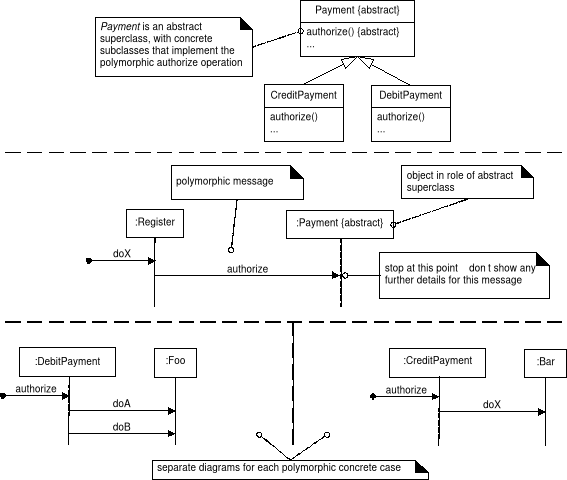 Payment {abstract}
Payment is an abstract
superclass, with concrete
subclasses that implement the
polymorphic authorize operation
authorize() {abstract}
...
CreditPayment
authorize()
...
DebitPayment
authorize()
...
polymorphic message
object in role of abstract
superclass
:Register
:Payment {abstract}
doX
authorize
stop at this point    don t show any
further details for this message
:DebitPayment
:Foo
authorize
doA
doB
:CreditPayment
:Bar
authorize
doX
separate diagrams for each polymorphic concrete case